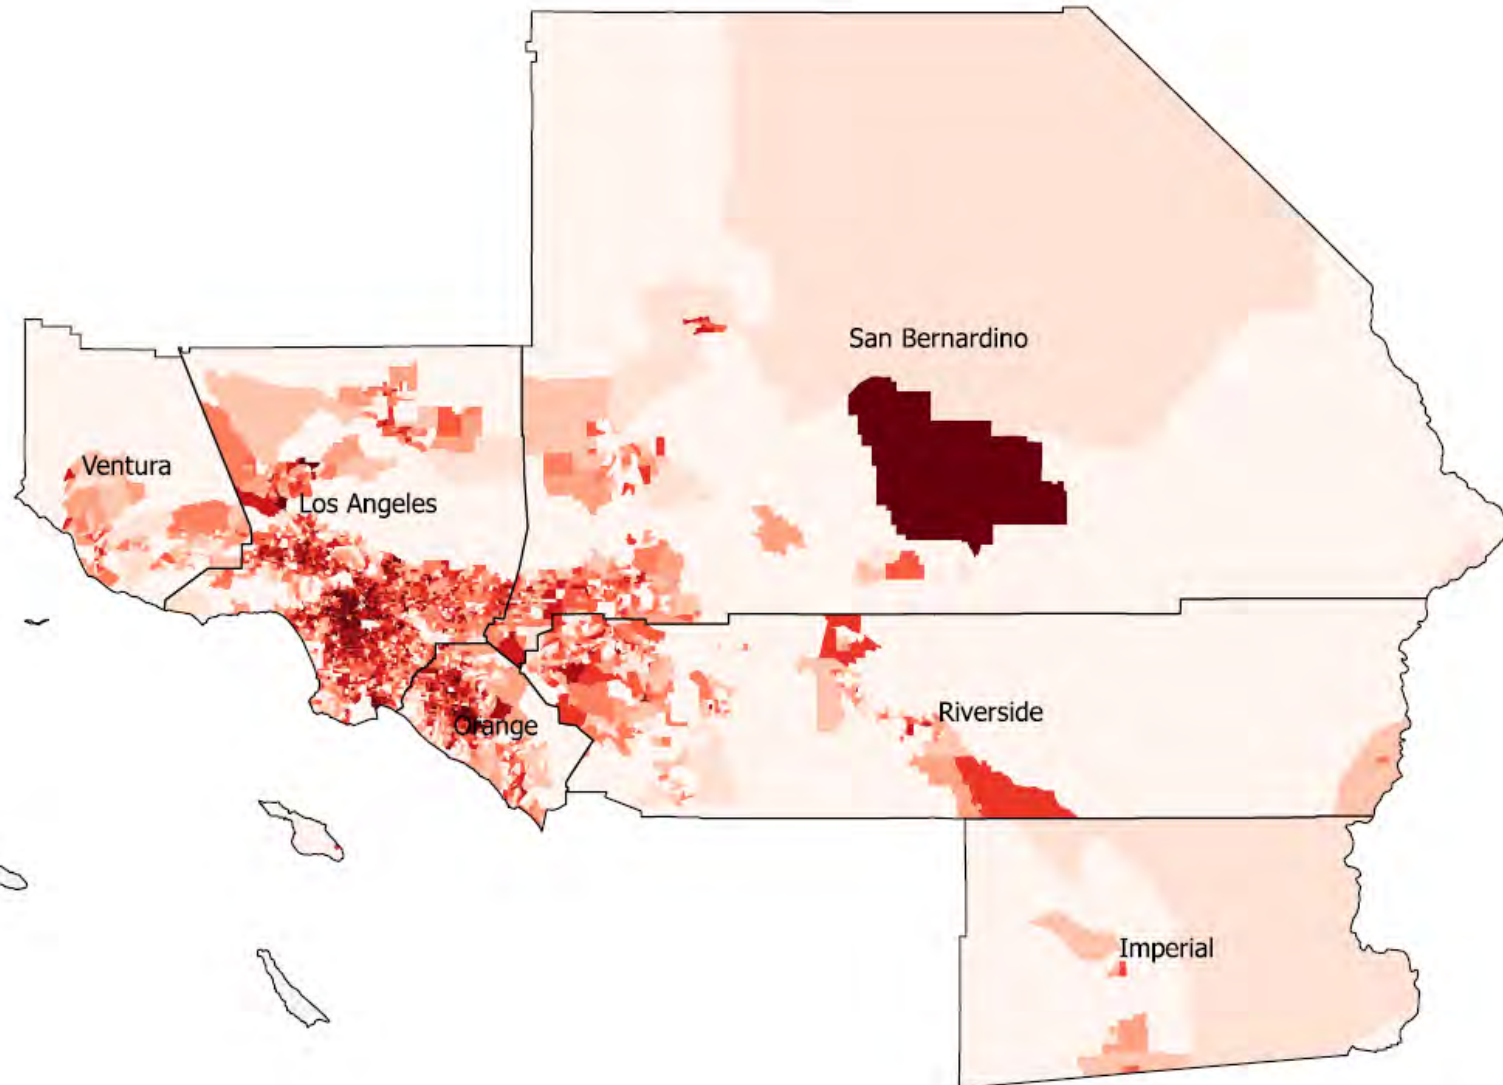 San Bernardino
Ventura
Los Angeles
Riverside
Orange
Imperial